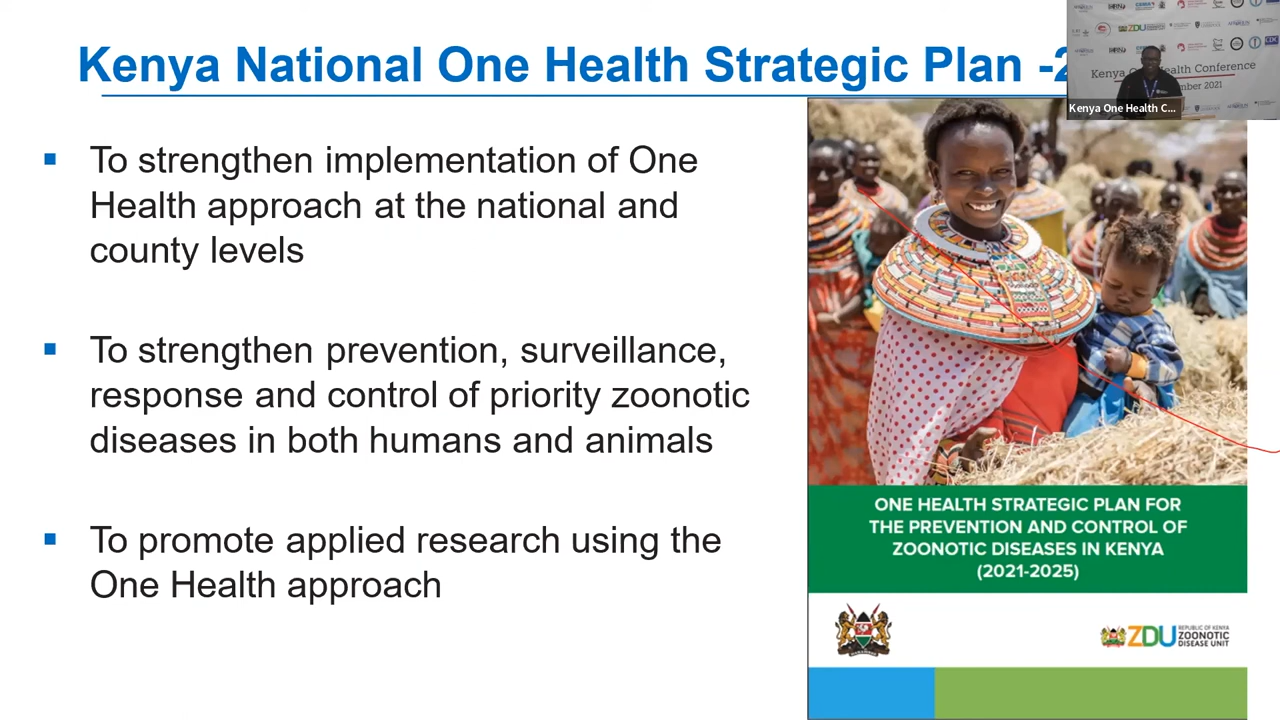 Kenya National One Health Strategic Plan -2
Kenya One Health Conference
mber 2021
Kenya One Health C...
▪ To strengthen implementation of One
Health approach at the national and
county levels
▪ To strengthen prevention, surveillance,
response and control of priority zoonotic
diseases in both humans and animals
▪ To promote applied research using the
One Health approach
ONE HEALTH STRATEGIC PLAN FOR
THE PREVENTION AND CONTROL OF
ZOONOTIC DISEASES IN KENYA
(2021-2025)
ZDU
REPUBLIC OF KENYA
ZOONOTIC
DISEASE UNIT